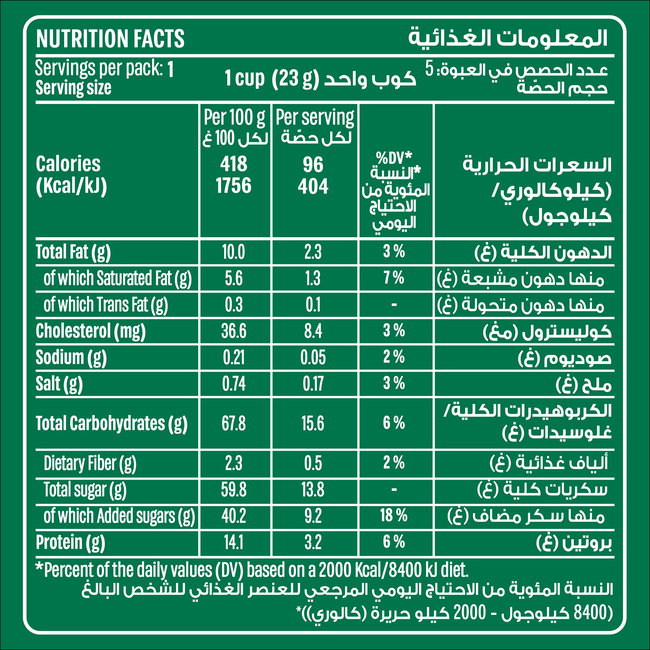 NUTRITION FACTS المعلومات الغذائية
Servings per pack: 1 عدد الحصص في العبوة: 5
Serving size 1 cup (23 g) كوب واحد حجم الحصّة
Per 100 g Per serving %DV*
لكل 100 غ لكل حصّة *النسبة المئوية من الاحتياج اليومي
Calories 418 96 السعرات الحرارية
(Kcal/kJ) 1756 404 (كيلوكالوري/
كيلوجول)
Total Fat (g) 10.0 2.3 3 % الدهون الكلية (غ)
of which Saturated Fat (g) 5.6 1.3 7 % منها دهون مشبعة (غ)
of which Trans Fat (g) 0.3 0.1 - منها دهون متحولة (غ)
Cholesterol (mg) 36.6 8.4 3 % كوليسترول (مغ)
Sodium (g) 0.21 0.05 2 % صوديوم (غ)
Salt (g) 0.74 0.17 3 % ملح (غ)
Total Carbohydrates (g) 67.8 15.6 6 % الكربوهيدرات الكلية/
غلوسيدات (غ)
Dietary Fiber (g) 2.3 0.5 2 % ألياف غذائية (غ)
Total sugar (g) 59.8 13.8 - سكريات كلية (غ)
of which Added sugars (g) 40.2 9.2 18 % منها سكر مضاف (غ)
Protein (g) 14.1 3.2 6 % بروتين (غ)
*Percent of the daily values (DV) based on a 2000 Kcal/8400 kJ diet.
النسبة المئوية من الاحتياج اليومي المرجعي للعنصر الغذائي للشخص البالغ
(8400 كيلوجول - 2000 كيلو حريرة (كالوري))*